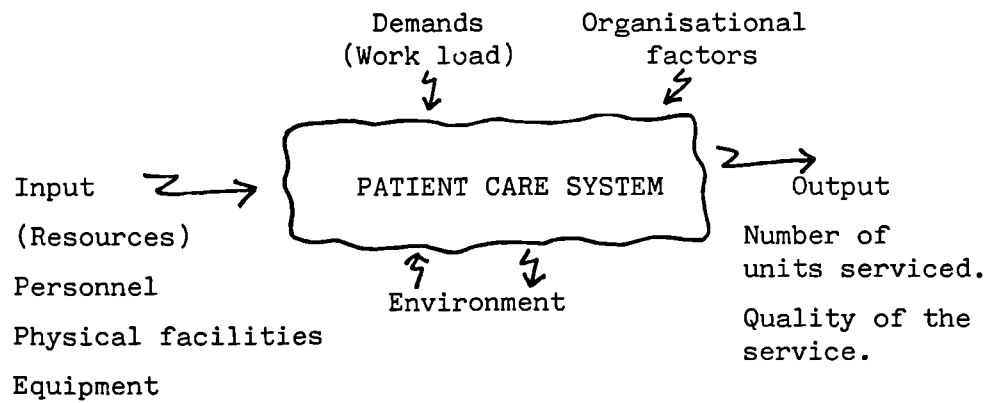 Demands
(Work load)
Organisational
factors
PATIENT CARE SYSTEM
Input
(Resources)
Personnel
Physical facilities
Equipment
Output
Number of
units serviced.
Quality of the
service.
Environment